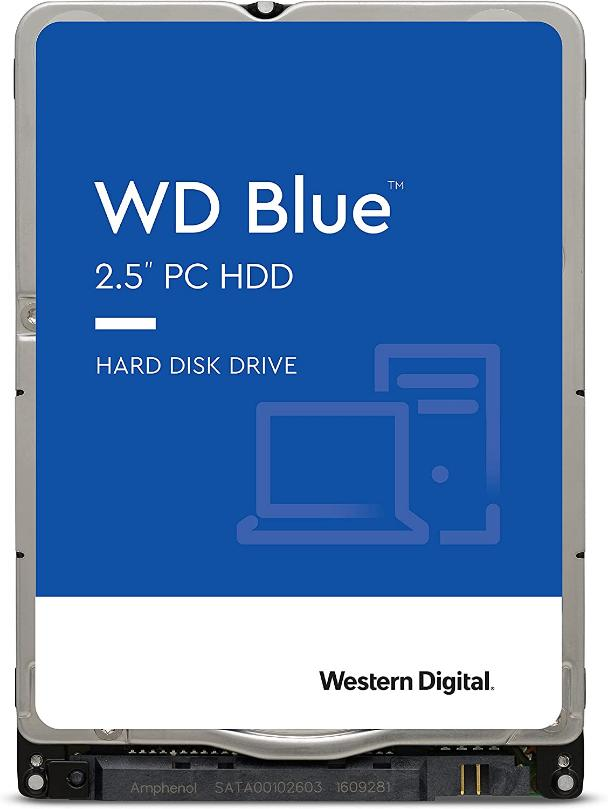 WD Blue™
2.5" PC HDD
HARD DISK DRIVE
Western Digital®
Amphenol SATA00102603 1609281